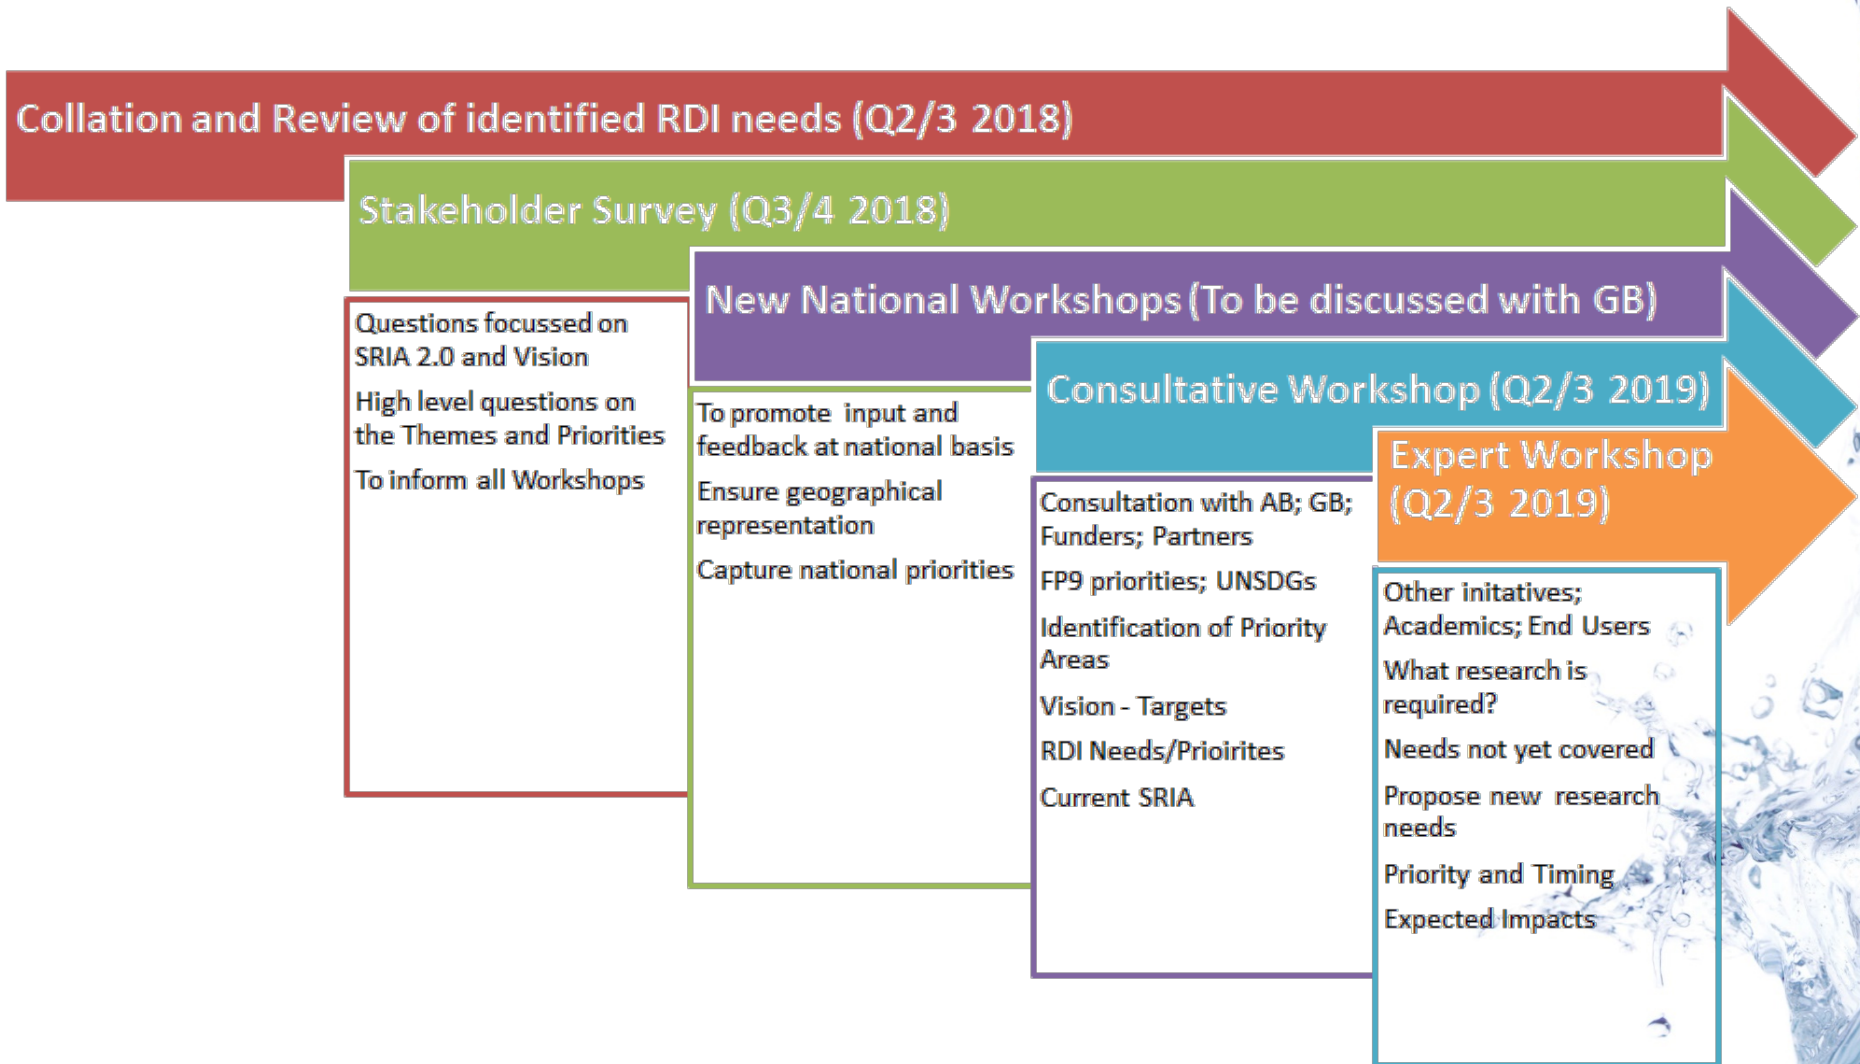 Collation and Review of identified RDI needs (Q2/3 2018)
Stakeholder Survey (Q3/4 2018)
Questions focussed on
SRIA 2.0 and Vision
High level questions on
the Themes and Priorities
To inform all Workshops
New National Workshops (To be discussed with GB)
To promote input and
feedback at national basis
Ensure geographical
representation
Capture national priorities
Consultative Workshop (Q2/3 2019)
Consultation with AB; GB;
Funders; Partners
FP9 priorities; UNSDGs
Identification of Priority
Areas
Vision - Targets
RDI Needs/Prioirites
Current SRIA
Expert Workshop
(Q2/3 2019)
Other initatives;
Academics; End Users
What research is
required?
Needs not yet covered
Propose new research
needs
Priority and Timing
Expected Impacts